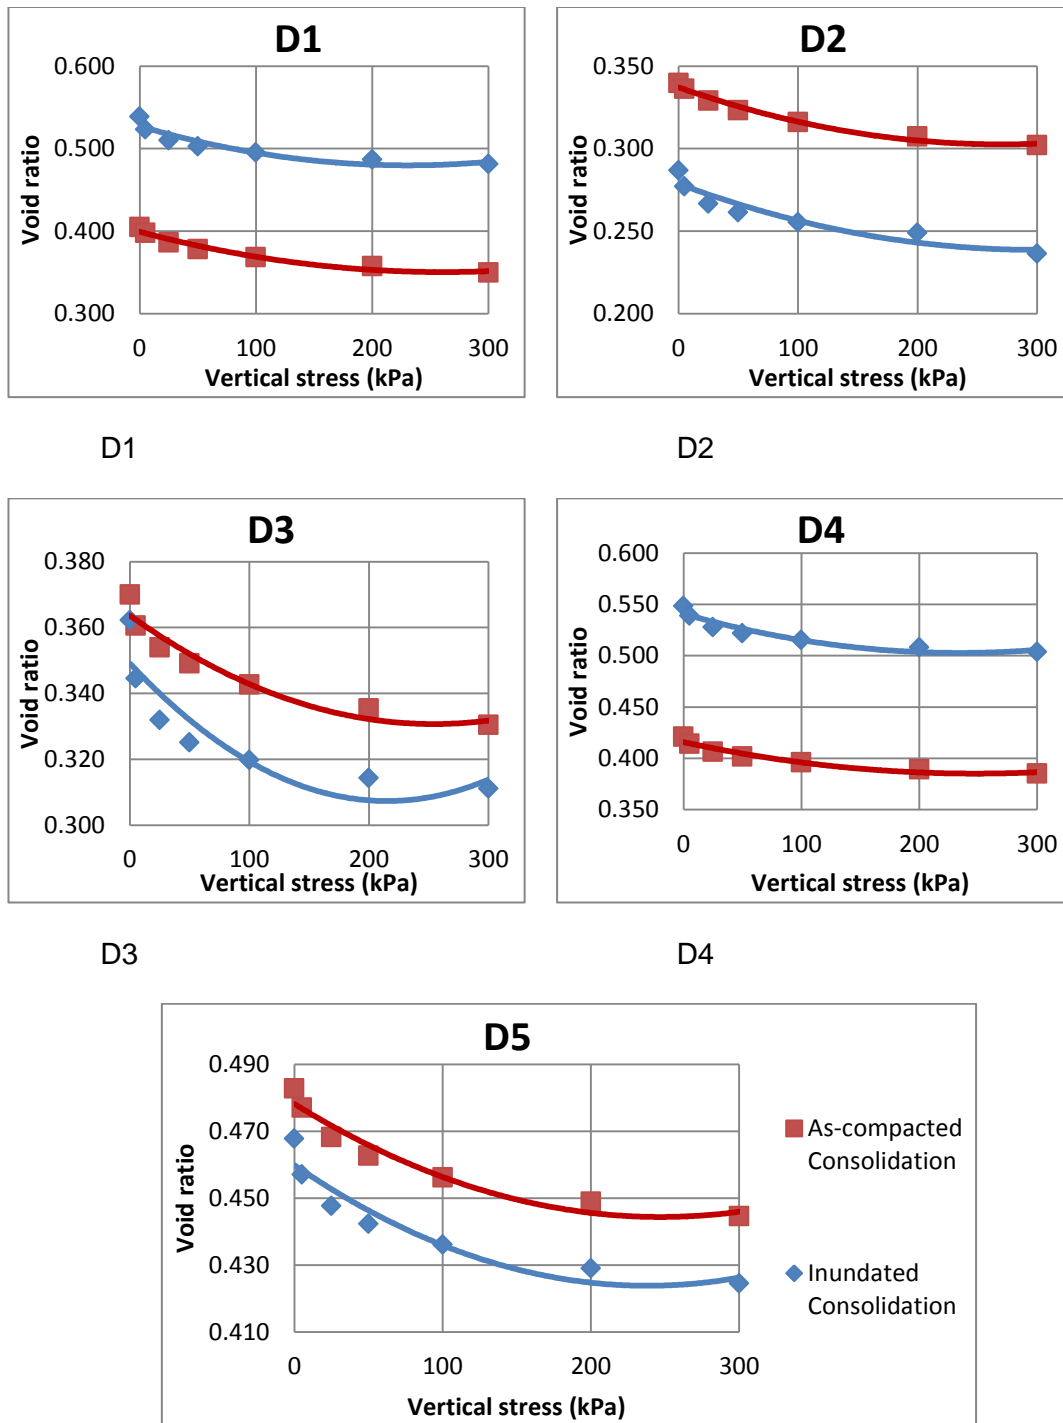 D1
0.600
0.500
0.400
0.300
Void ratio
0 100 200 300
Vertical stress (kPa)
D2
0.350
0.300
0.250
0.200
Void ratio
0 100 200 300
Vertical stress (kPa)
D1
D2
D3
0.380
0.360
0.340
0.320
0.300
Void ratio
0 100 200 300
Vertical stress (kPa)
D4
0.600
0.550
0.500
0.450
0.400
0.350
Void ratio
0 100 200 300
Vertical stress (kPa)
D3
D4
D5
0.490
0.470
0.450
0.430
0.410
Void ratio
0 100 200 300
Vertical stress (kPa)
As-compacted
Consolidation
Inundated
Consolidation